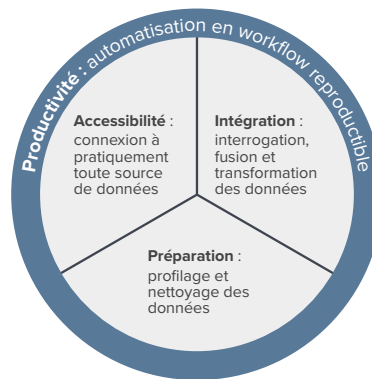 Productivité : automatisation en workflow reproductible
Accessibilité :
connexion à
pratiquement
toute source
de données
Intégration :
interrogation,
fusion et
transformation
des données
Préparation :
profilage et
nettoyage des
données